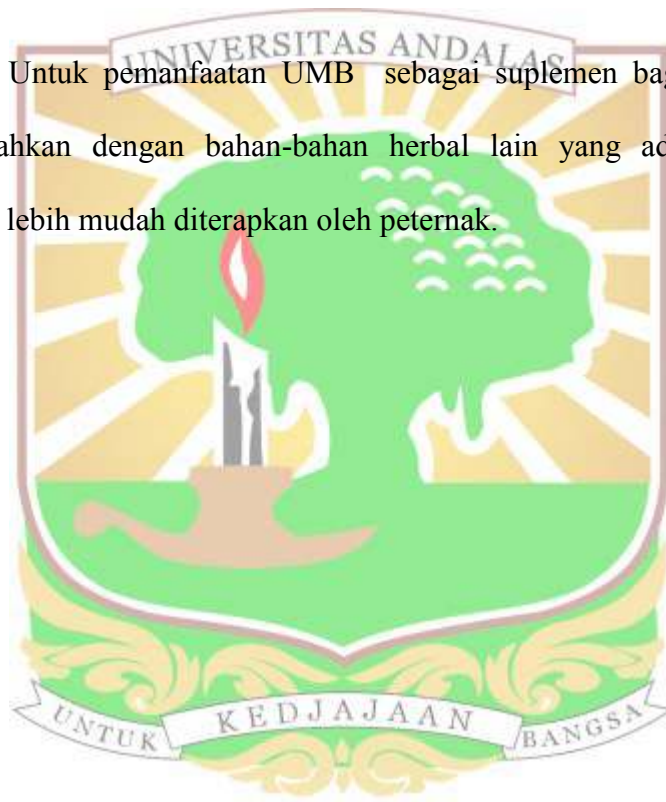 UNIVERSITAS ANDALAS
Untuk pemanfaatan UMB sebagai suplemen bag
ahkan dengan bahan-bahan herbal lain yang ad
lebih mudah diterapkan oleh peternak.
UNTUK KEDJAJAAN BANGSA